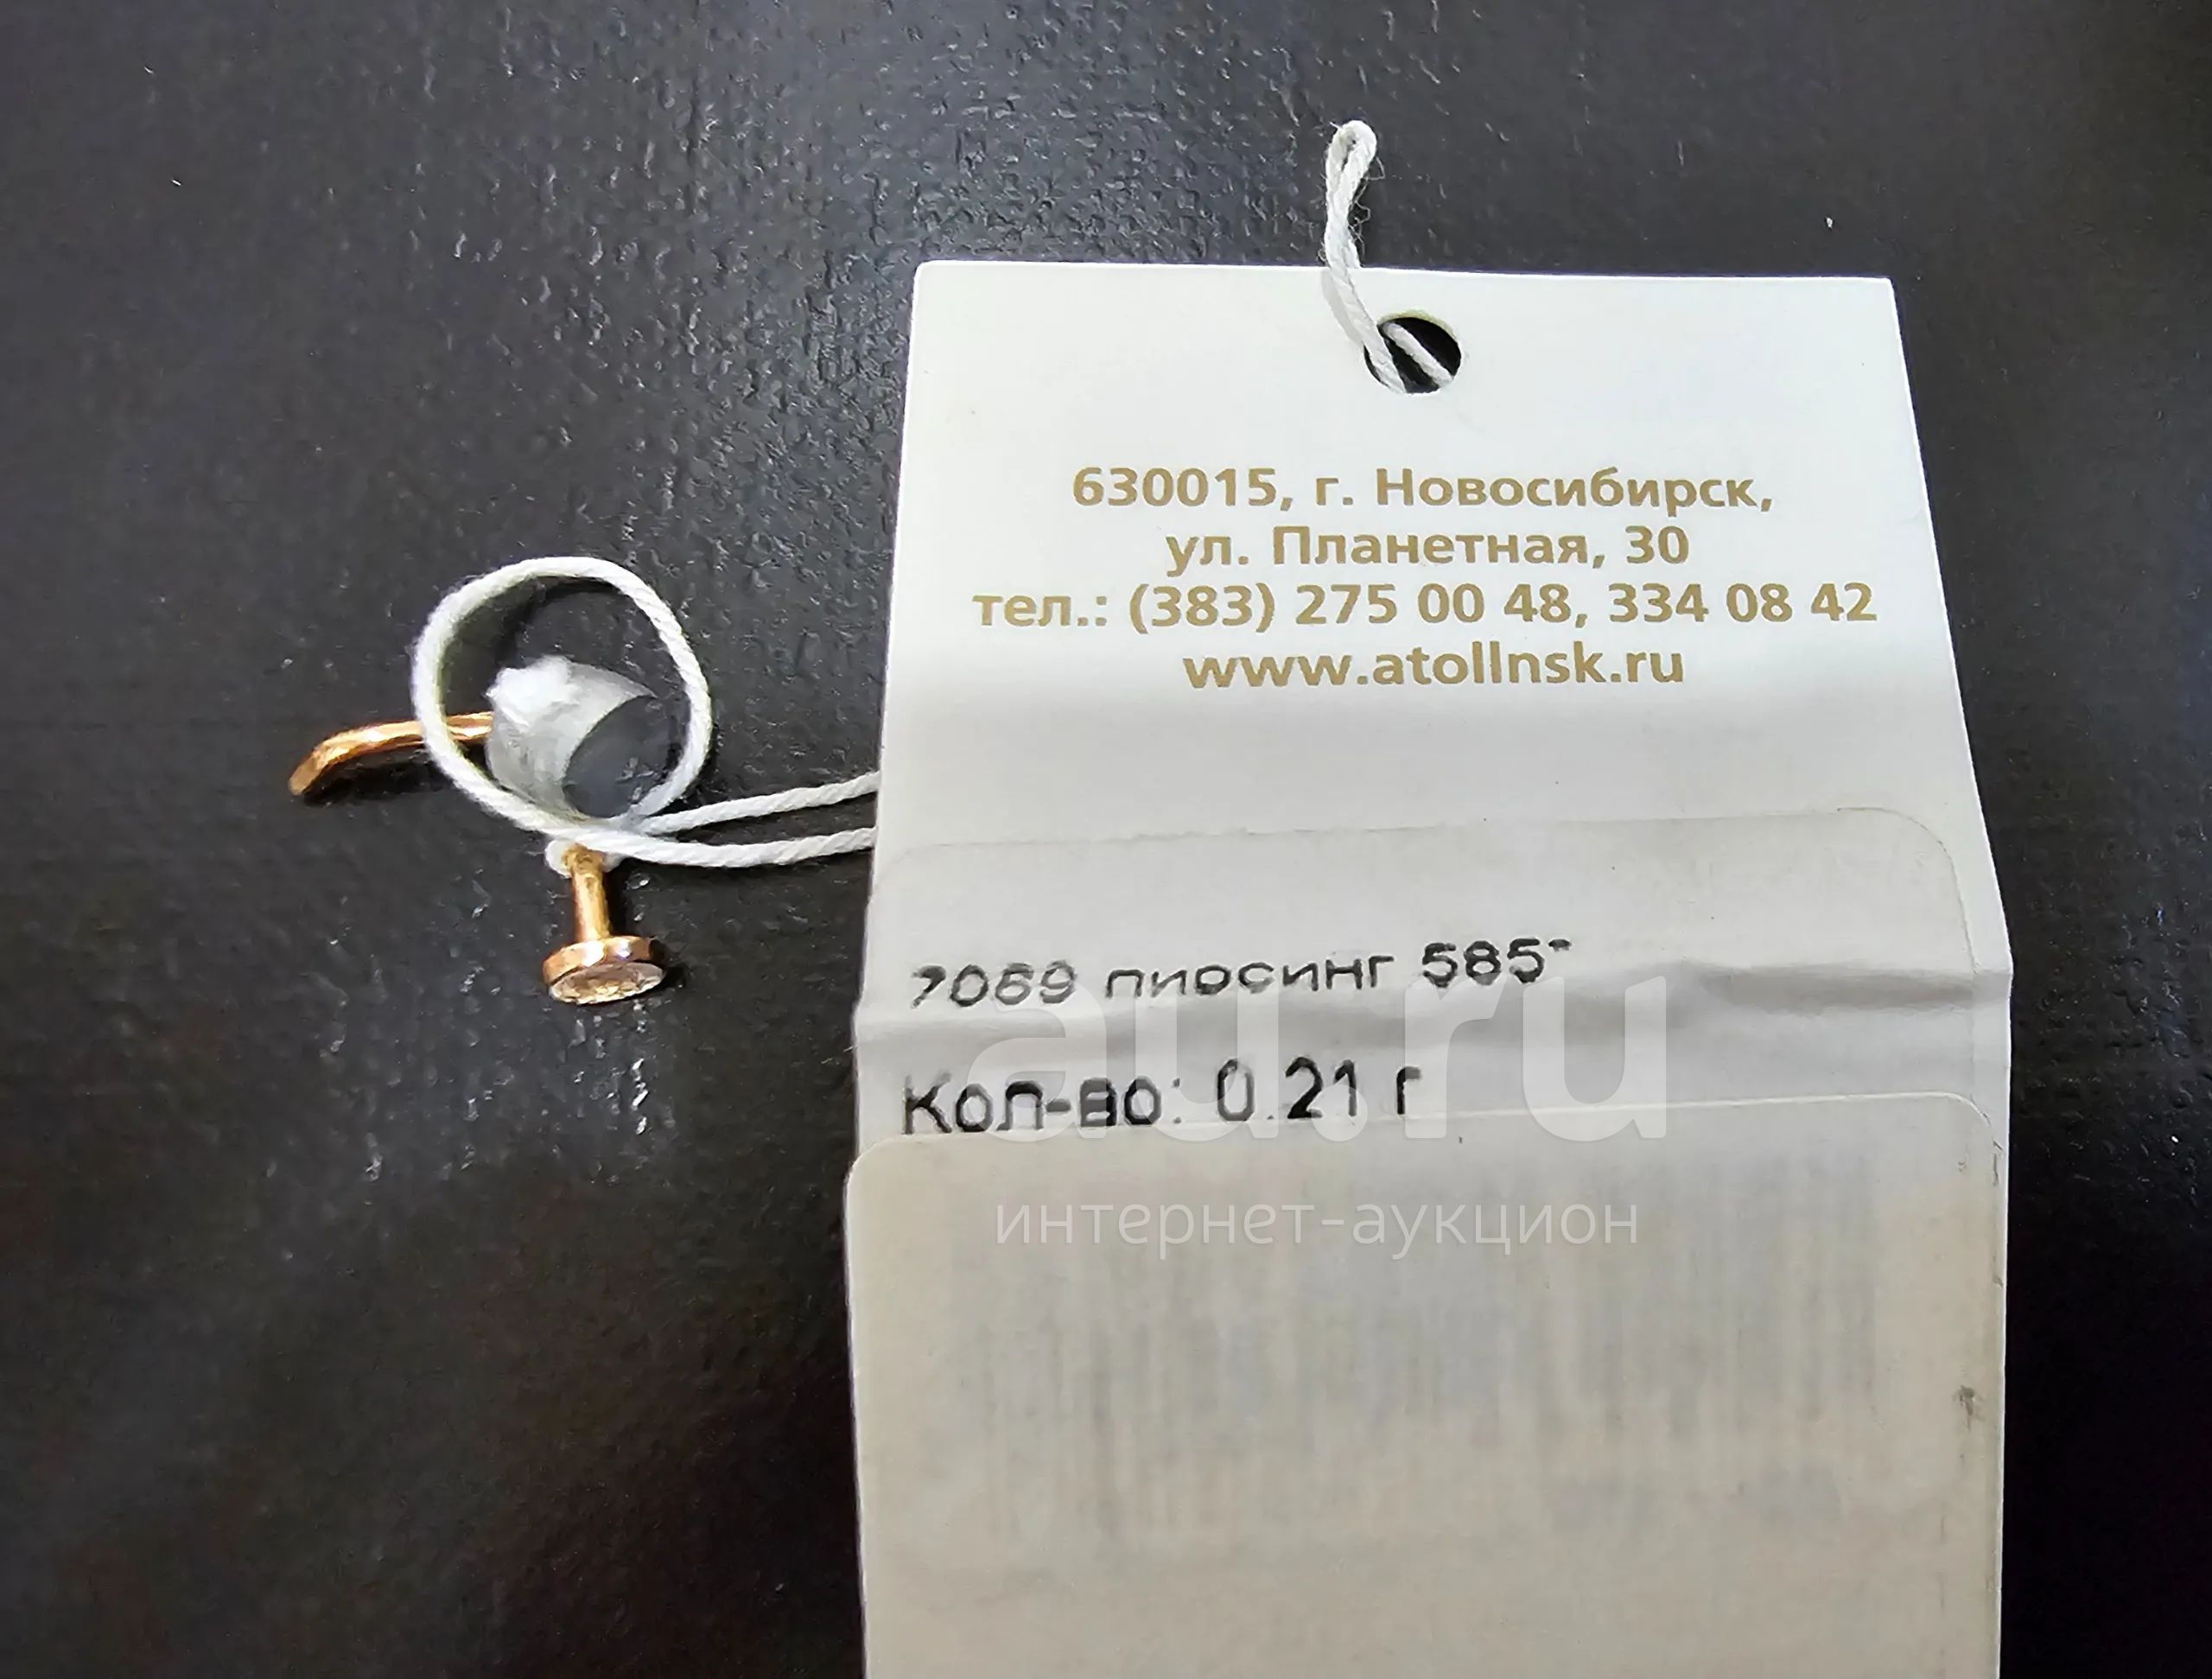 630015, г. Новосибирск,
ул. Планетная, 30
тел.: (383) 275 00 48, 334 08 42
www.atollnsk.ru
7069 пирсинг 585°
Кол-во: 0.21 г
au.ru
интернет-аукцион